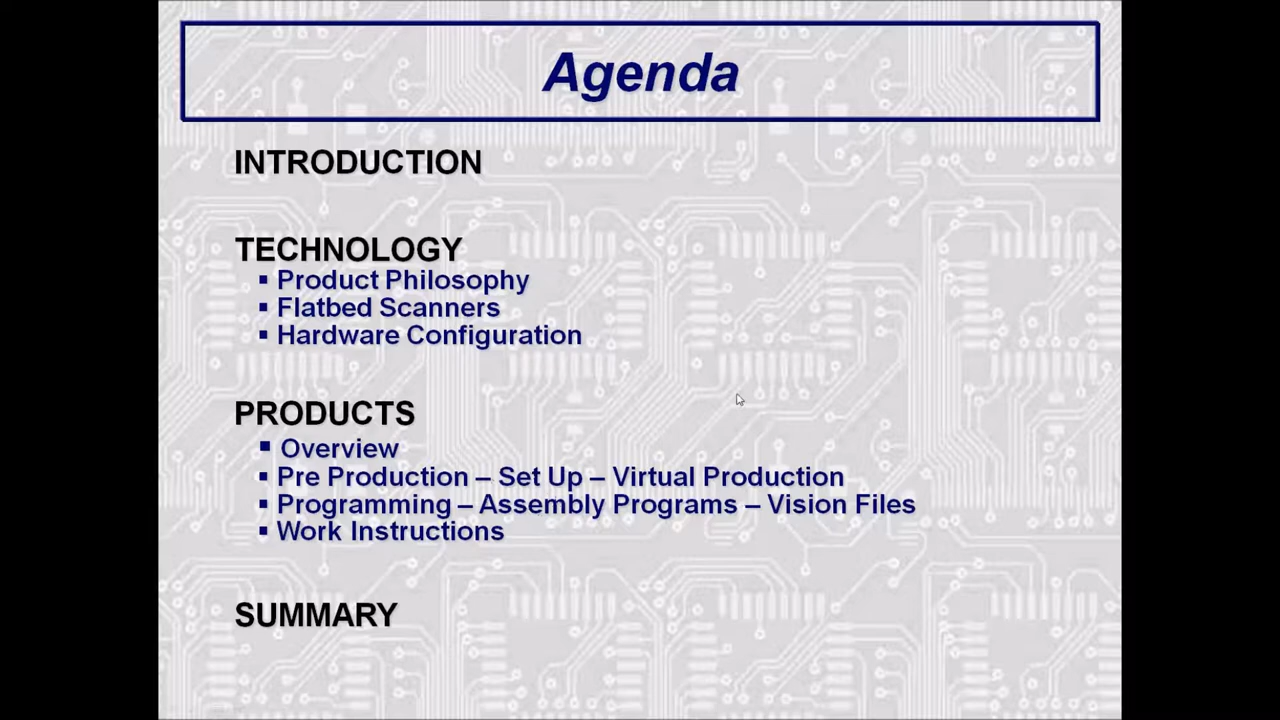 Agenda
INTRODUCTION
TECHNOLOGY
▪ Product Philosophy
▪ Flatbed Scanners
▪ Hardware Configuration
PRODUCTS
▪ Overview
▪ Pre Production – Set Up – Virtual Production
▪ Programming – Assembly Programs – Vision Files
▪ Work Instructions
SUMMARY